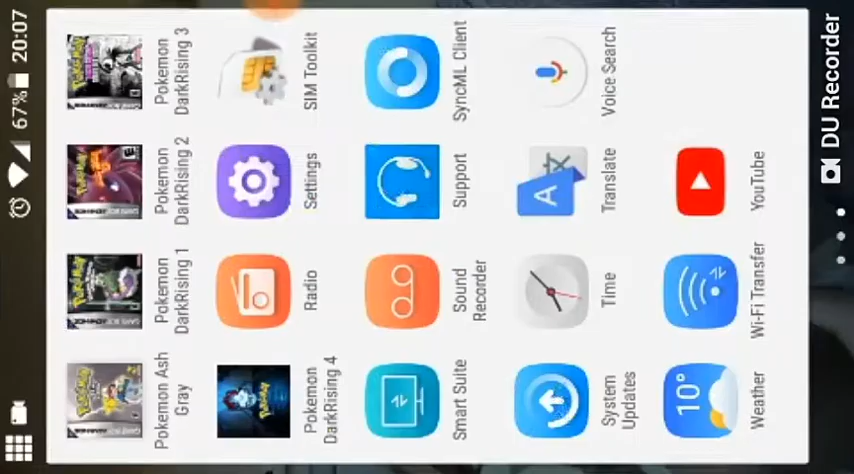 67% 20:07
Pokemon Ash
Gray
Pokemon
DarkRising 1
Pokemon
DarkRising 2
Pokemon
DarkRising 3
Pokemon
DarkRising 4
Radio
Settings
SIM Toolkit
Smart Suite
Sound
Recorder
Support
SyncML Client
System
Updates
Time
Translate
Voice Search
10°
Weather
Wi-Fi Transfer
YouTube
DU Recorder